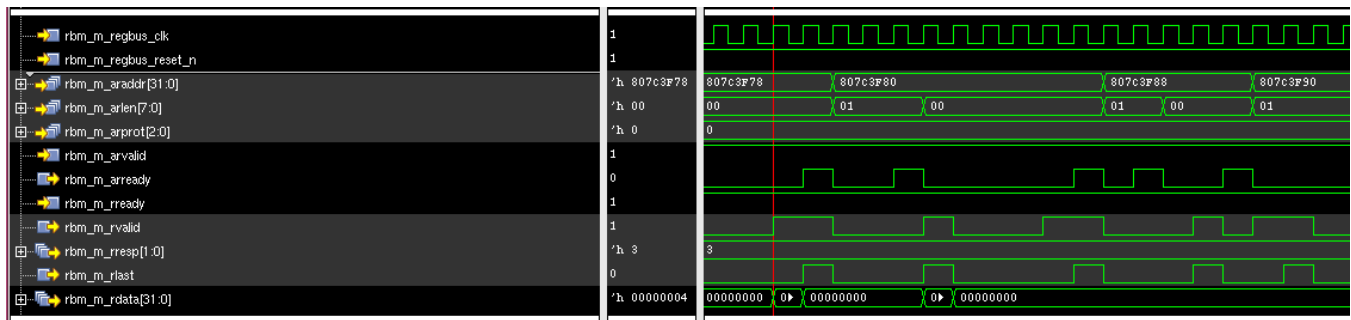 rbm_m_regbus_clk 1
rbm_m_regbus_reset_n 1
rbm_m_araddr[31:0] 'h 807c3F78 807c3F78 807c3F80 807c3F88 807c3F90
rbm_m_arlen[7:0] 'h 00 00 01 00 01 00 01
rbm_m_arprot[2:0] 'h 0 0
rbm_m_arvalid 1
rbm_m_arready 0
rbm_m_rready 1
rbm_m_rvalid 1
rbm_m_rresp[1:0] 'h 3 3
rbm_m_rlast 0
rbm_m_rdata[31:0] 'h 00000004 00000000 0 00000000 0 00000000